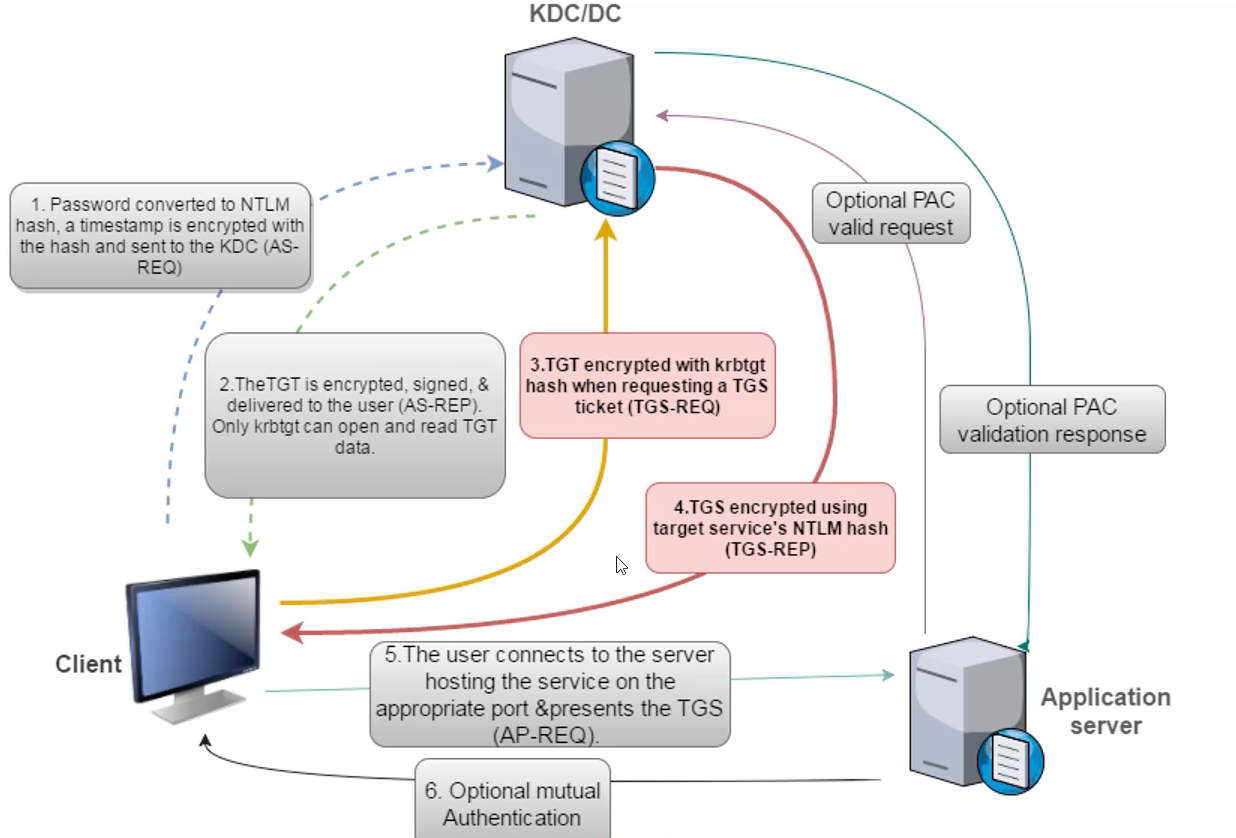 KDC/DC
1. Password converted to NTLM
hash, a timestamp is encrypted with
the hash and sent to the KDC (AS-
REQ)
Optional PAC
valid request
2.TheTGT is encrypted, signed, &
delivered to the user (AS-REP).
Only krbtgt can open and read TGT
data.
3.TGT encrypted with krbtgt
hash when requesting a TGS
ticket (TGS-REQ)
Optional PAC
validation response
4.TGS encrypted using
target service's NTLM hash
(TGS-REP)
Client
5.The user connects to the server
hosting the service on the
appropriate port &presents the TGS
(AP-REQ).
Application
server
6. Optional mutual
Authentication